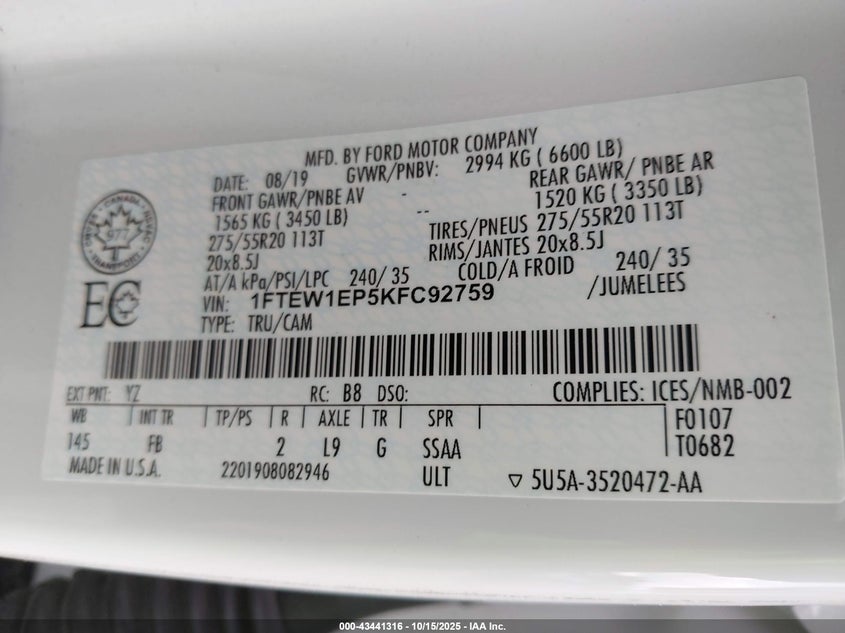 MFD. BY FORD MOTOR COMPANY
DATE: 08/19 GVWR/PNBV: 2994 KG ( 6600 LB)
FRONT GAWR/PNBE AV - REAR GAWR/ PNBE AR
1565 KG ( 3450 LB) -- 1520 KG ( 3350 LB)
275/55R20 113T TIRES/PNEUS 275/55R20 113T
20x8.5J RIMS/JANTES 20x8.5J
AT/A kPa/PSI/LPC 240/ 35 COLD/A FROID 240/ 35
VIN: 1FTEW1EP5KFC92759 /JUMELEES
TYPE: TRU/CAM
CANADA
TRANSPORT
977
EC
EXT PNT: YZ RC: B8 DSO: COMPLIES: ICES/NMB-002
WB | INT TR | TP/PS | R | AXLE | TR | SPR | F0107
145 FB 2 L9 G SSAA T0682
MADE IN U.S.A. 2201908082946 ULT ▽ 5U5A-3520472-AA
000-43441316 - 10/15/2025 - IAA Inc.